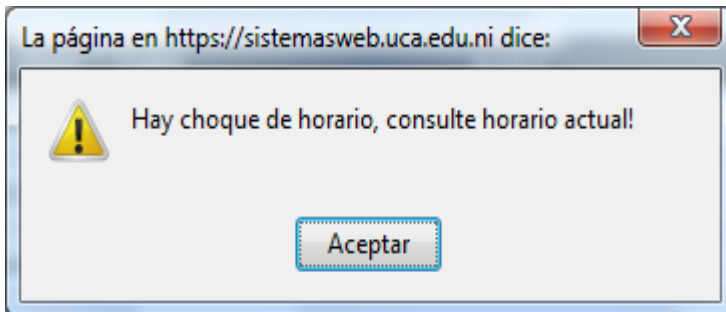 La página en https://sistemasweb.uca.edu.ni dice:
Hay choque de horario, consulte horario actual!
Aceptar